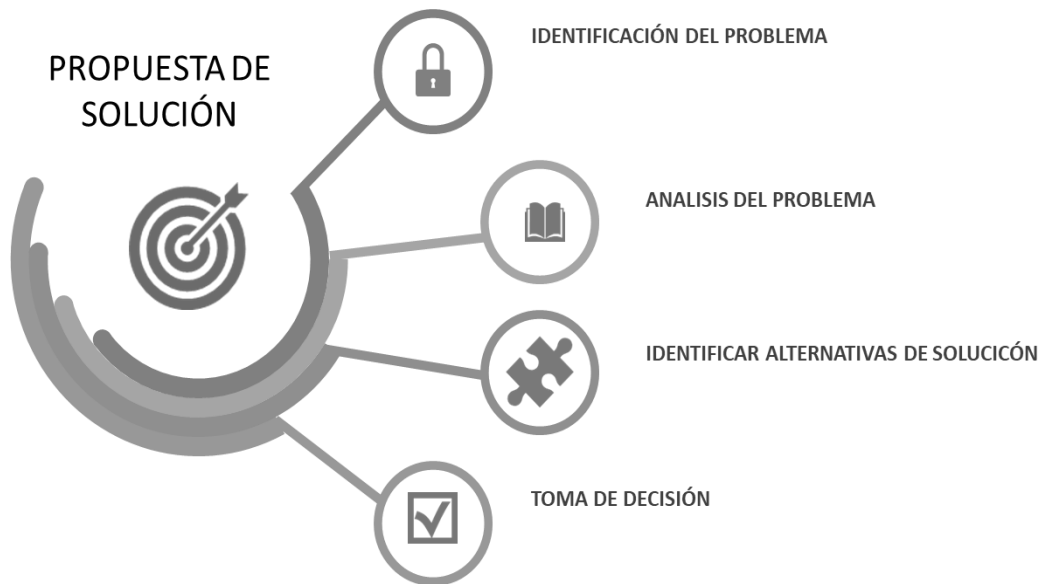 PROPUESTA DE
SOLUCIÓN
IDENTIFICACIÓN DEL PROBLEMA
ANALISIS DEL PROBLEMA
IDENTIFICAR ALTERNATIVAS DE SOLUCICÓN
TOMA DE DECISIÓN